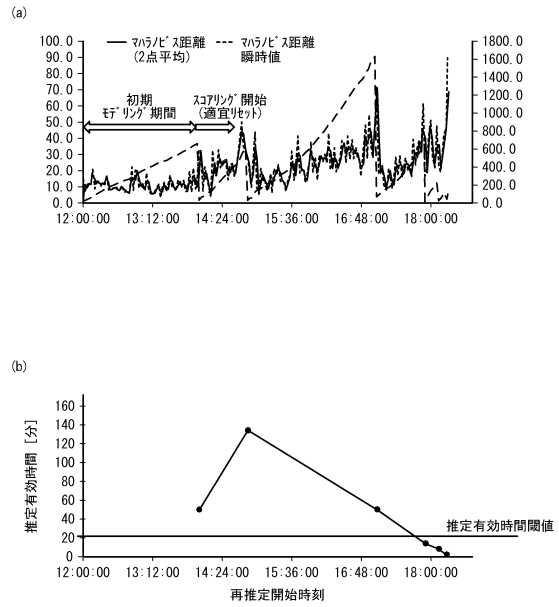 (a)
マハラノビス距離 マハラノビス距離
(2点平均) 瞬時値
100.0 1800.0
90.0 1600.0
80.0 1400.0
70.0 1200.0
60.0 1000.0
50.0 800.0
40.0 600.0
30.0 400.0
20.0 200.0
10.0 0.0
0.0
初期 スコアリング開始
モデリング期間 (適宜リセット)
12:00:00 13:12:00 14:24:00 15:36:00 16:48:00 18:00:00
(b)
推定有効時間 [分]
160
140
120
100
80
60
40
20
0
推定有効時間閾値
12:00:00 13:12:00 14:24:00 15:36:00 16:48:00 18:00:00
再推定開始時刻